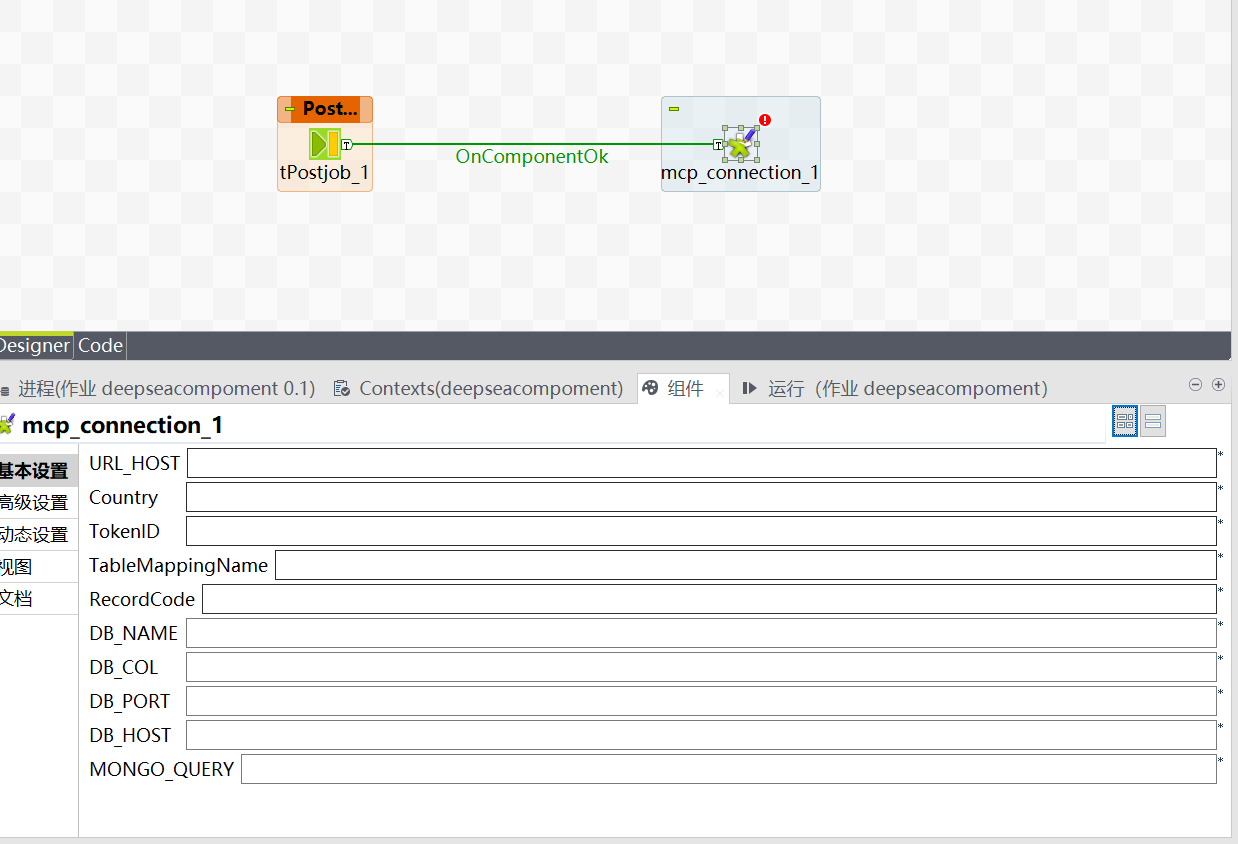 Post...
tPostjob_1
OnComponentOk
mcp_connection_1
Designer Code
进程(作业 deepseacompoment 0.1) Contexts(deepseacompoment) 组件 运行 (作业 deepseacompoment)
mcp_connection_1
基本设置
高级设置
动态设置
视图
文档
URL_HOST *
Country *
TokenID *
TableMappingName *
RecordCode *
DB_NAME *
DB_COL *
DB_PORT *
DB_HOST *
MONGO_QUERY *